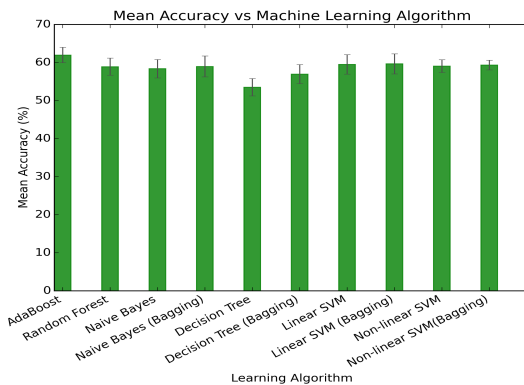 Mean Accuracy vs Machine Learning Algorithm
Mean Accuracy (%)
70
60
50
40
30
20
10
0
AdaBoost
Random Forest
Naive Bayes
Naive Bayes (Bagging)
Decision Tree
Decision Tree (Bagging)
Linear SVM
Linear SVM (Bagging)
Non-linear SVM
Non-linear SVM(Bagging)
Learning Algorithm